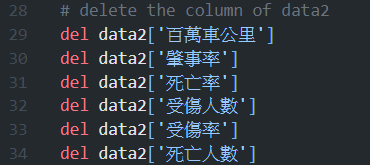 28 # delete the column of data2
29 del data2['百萬車公里']
30 del data2['肇事率']
31 del data2['死亡率']
32 del data2['受傷人數']
33 del data2['受傷率']
34 del data2['死亡人數']